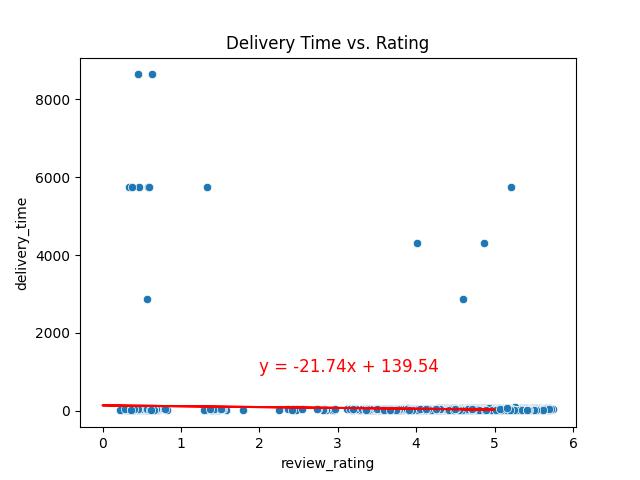 Delivery Time vs. Rating
8000
6000
4000
2000
0
delivery_time
y = -21.74x + 139.54
0 1 2 3 4 5 6
review_rating